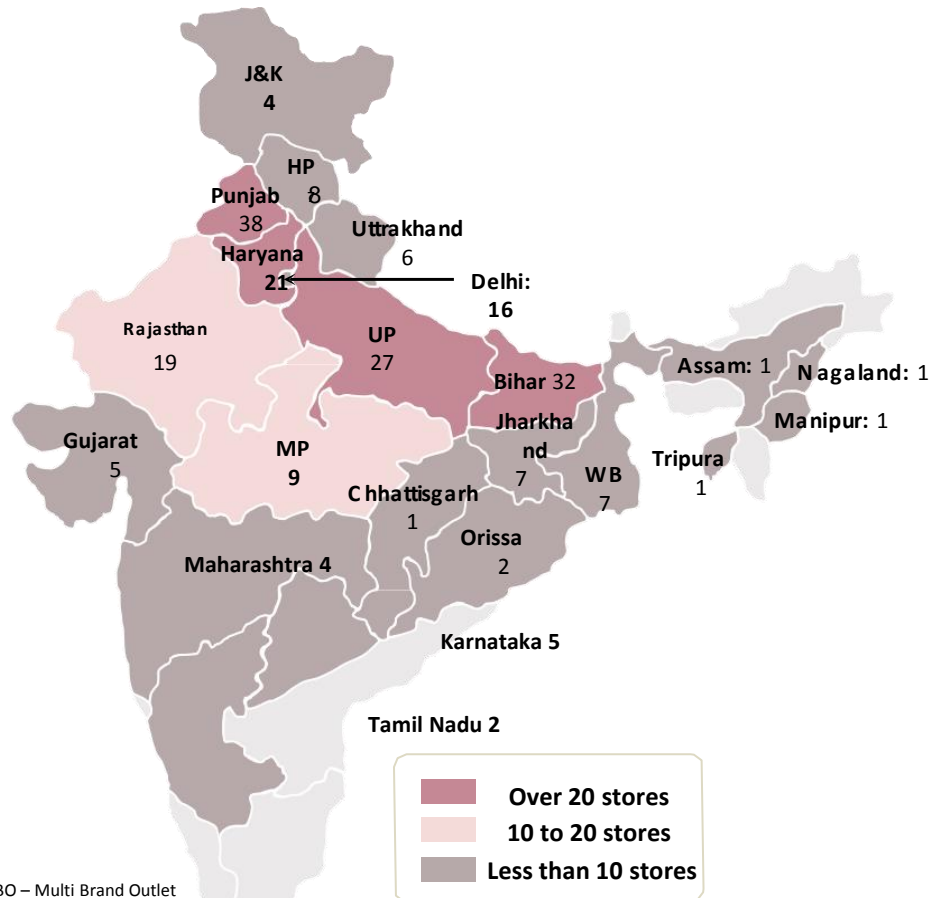 J&K
4
HP
8
Punjab
38
Uttrakhand
6
Haryana
21
Delhi:
16
Rajasthan
19
UP
27
Bihar 32
Assam: 1
Nagaland: 1
Manipur: 1
Tripura
1
Gujarat
5
MP
9
Jharkha
nd
7
WB
7
Chhattisgarh
1
Orissa
2
Maharashtra 4
Karnataka 5
Tamil Nadu 2
Over 20 stores
10 to 20 stores
Less than 10 stores
BO – Multi Brand Outlet